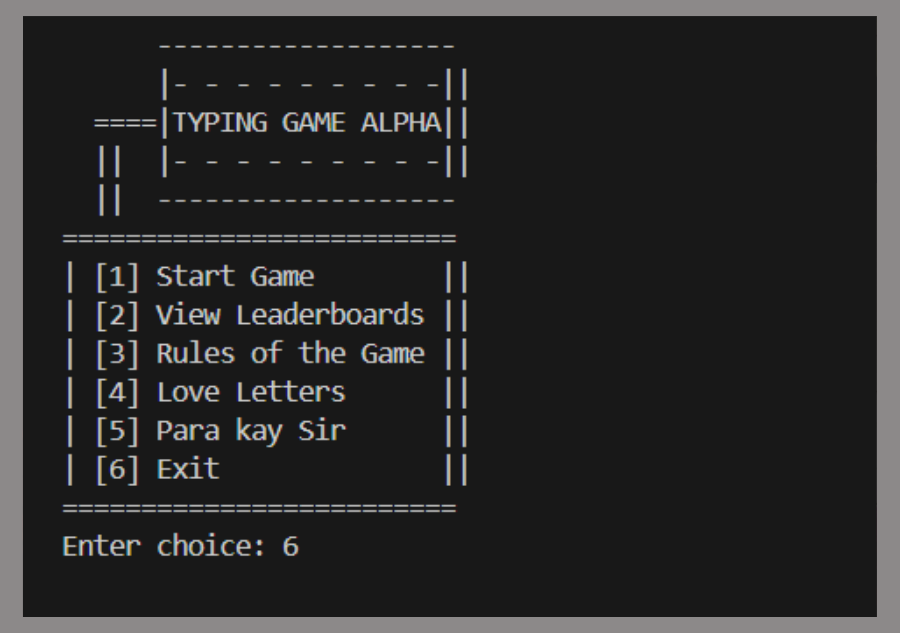 -------------------
|- - - - - - - - -||
====|TYPING GAME ALPHA||
|| |- - - - - - - - -||
|| -------------------
=========================
| [1] Start Game ||
| [2] View Leaderboards ||
| [3] Rules of the Game ||
| [4] Love Letters ||
| [5] Para kay Sir ||
| [6] Exit ||
=========================
Enter choice: 6